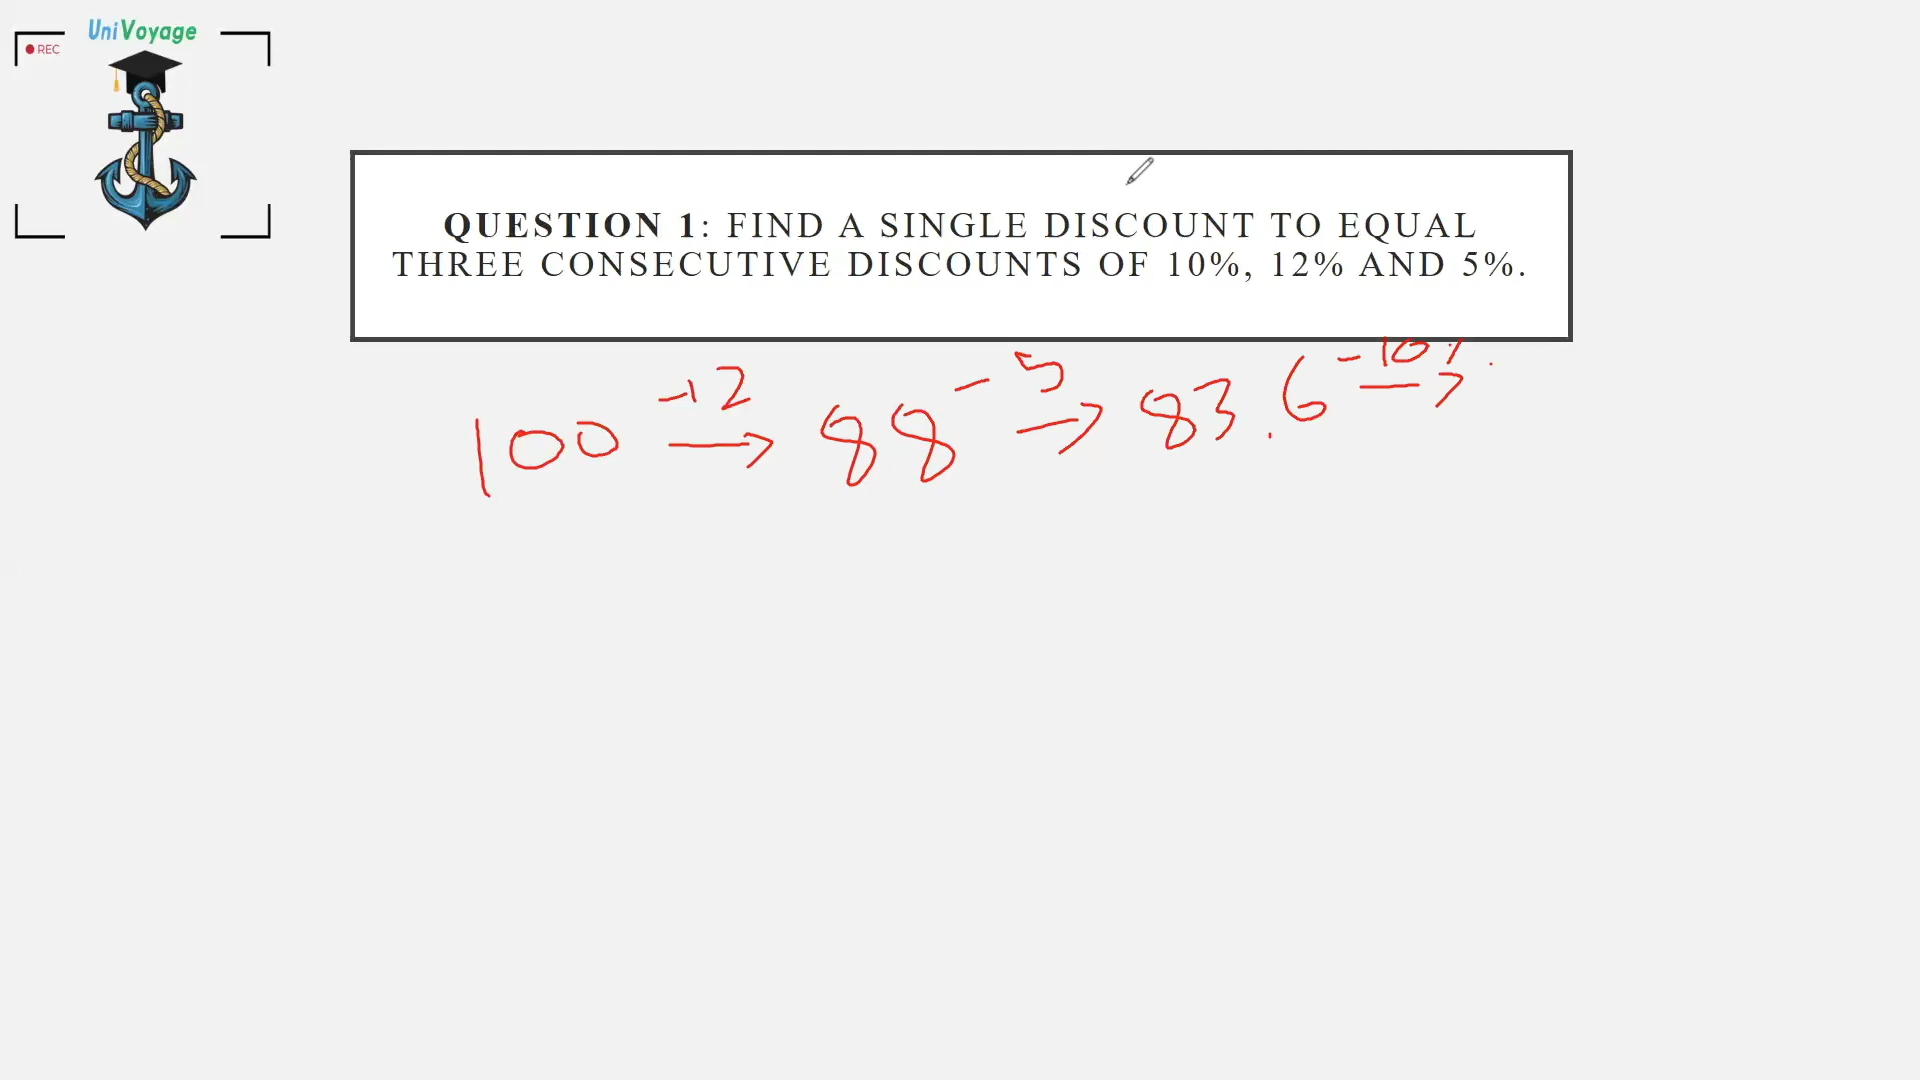 UniVoyage
REC
QUESTION 1: FIND A SINGLE DISCOUNT TO EQUAL
THREE CONSECUTIVE DISCOUNTS OF 10%, 12% AND 5%.
-12 -5 -10%
100 → 88 → 83.6 →